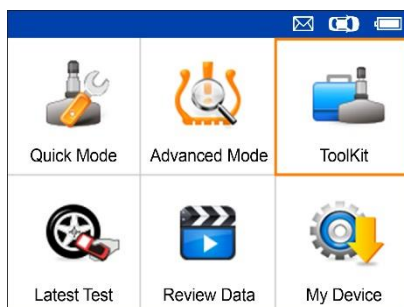 Quick Mode
Advanced Mode
ToolKit
Latest Test
Review Data
My Device